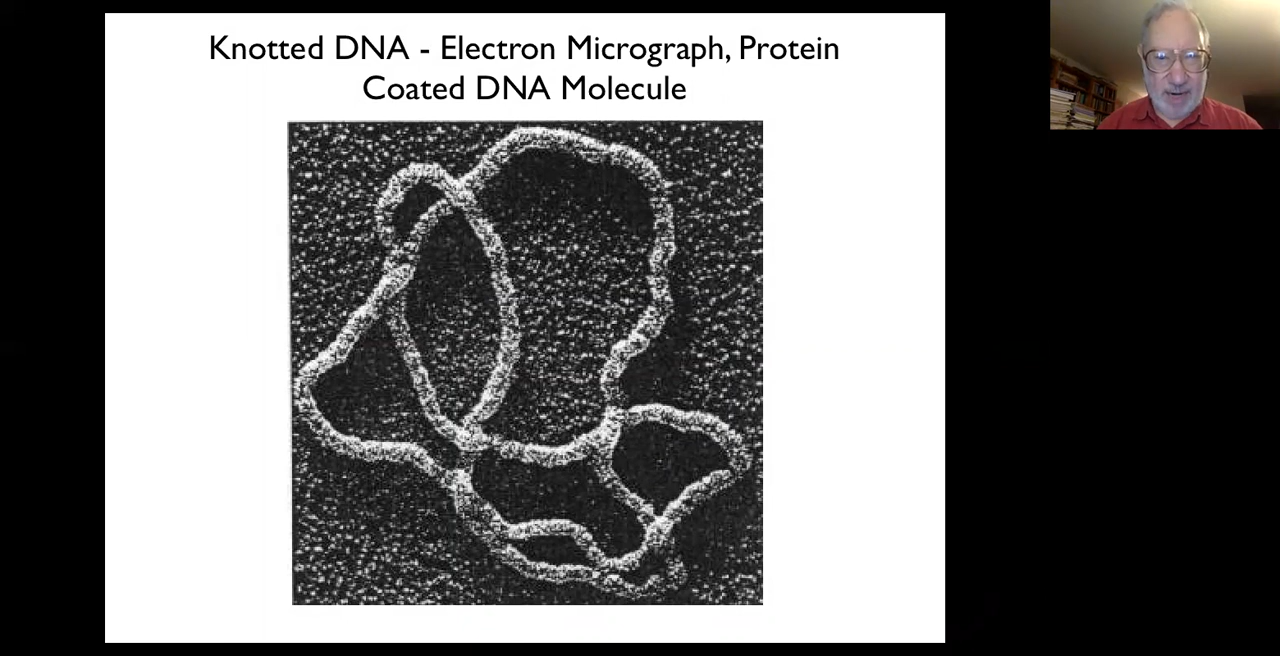 Knotted DNA - Electron Micrograph, Protein
Coated DNA Molecule